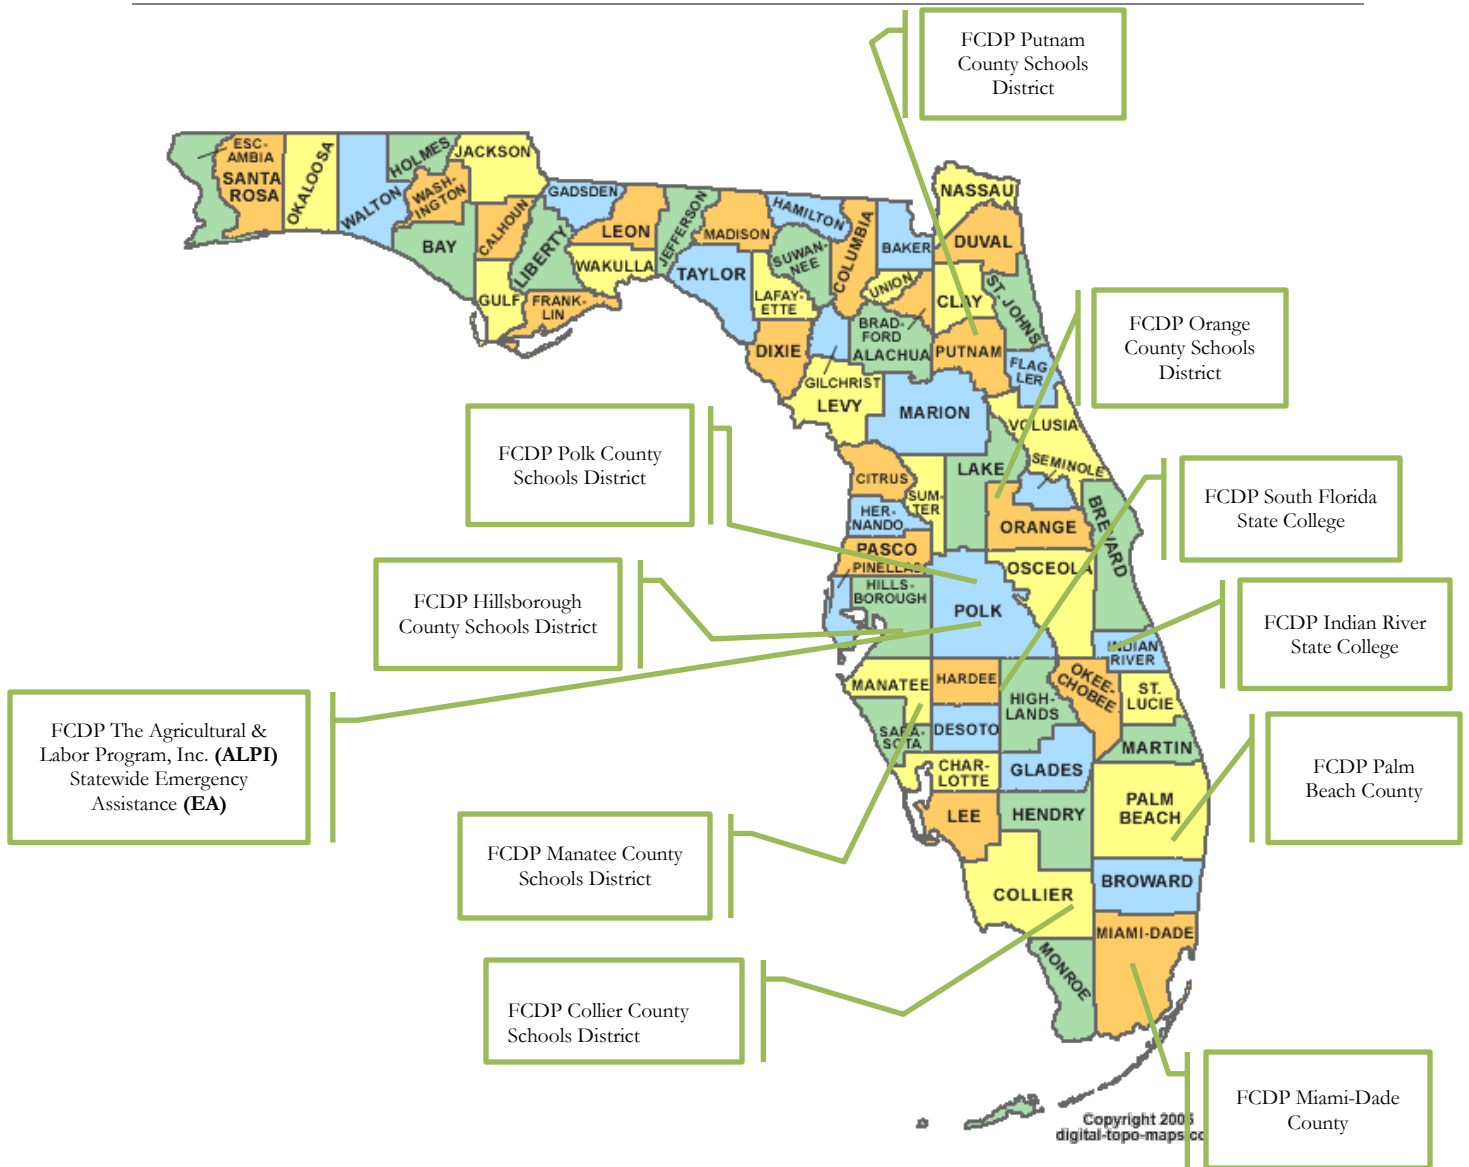 FCDP Putnam
County Schools
District
ESC-
AMBIA
SANTA
ROSA
OKALOOSA
WALTON
HOLMES
WASH-
INGTON
JACKSON
BAY
CALHOUN
GULF
LIBERTY
GADSDEN
FRANK-
LIN
LEON
WAKULLA
JEFFERSON
MADISON
TAYLOR
HAMILTON
SUWAN-
NEE
LAFAY-
ETTE
DIXIE
COLUMBIA
BAKER
NASSAU
DUVAL
UNION
CLAY
ST. JOHNS
BRAD-
FORD
ALACHUA
PUTNAM
FLAG
LER
GILCHRIST
LEVY
MARION
VOLUSIA
FCDP Orange
County Schools
District
FCDP Polk County
Schools District
CITRUS
SUM-
TER
LAKE
SEMINOLE
HER-
NANDO
ORANGE
BREVARD
FCDP South Florida
State College
PASCO
PINELLAS
HILLS-
BOROUGH
OSCEOLA
POLK
FCDP Hillsborough
County Schools District
INDIAN
RIVER
FCDP Indian River
State College
MANATEE
HARDEE
HIGH-
LANDS
OKEE-
CHOBEE
ST.
LUCIE
SARA-
SOTA
DESOTO
MARTIN
FCDP The Agricultural &
Labor Program, Inc. (ALPI)
Statewide Emergency
Assistance (EA)
CHAR-
LOTTE
GLADES
FCDP Palm
Beach County
LEE
HENDRY
PALM
BEACH
FCDP Manatee County
Schools District
COLLIER
BROWARD
MIAMI-DADE
MONROE
FCDP Collier County
Schools District
FCDP Miami-Dade
County
Copyright 2005
digital-topo-maps.co